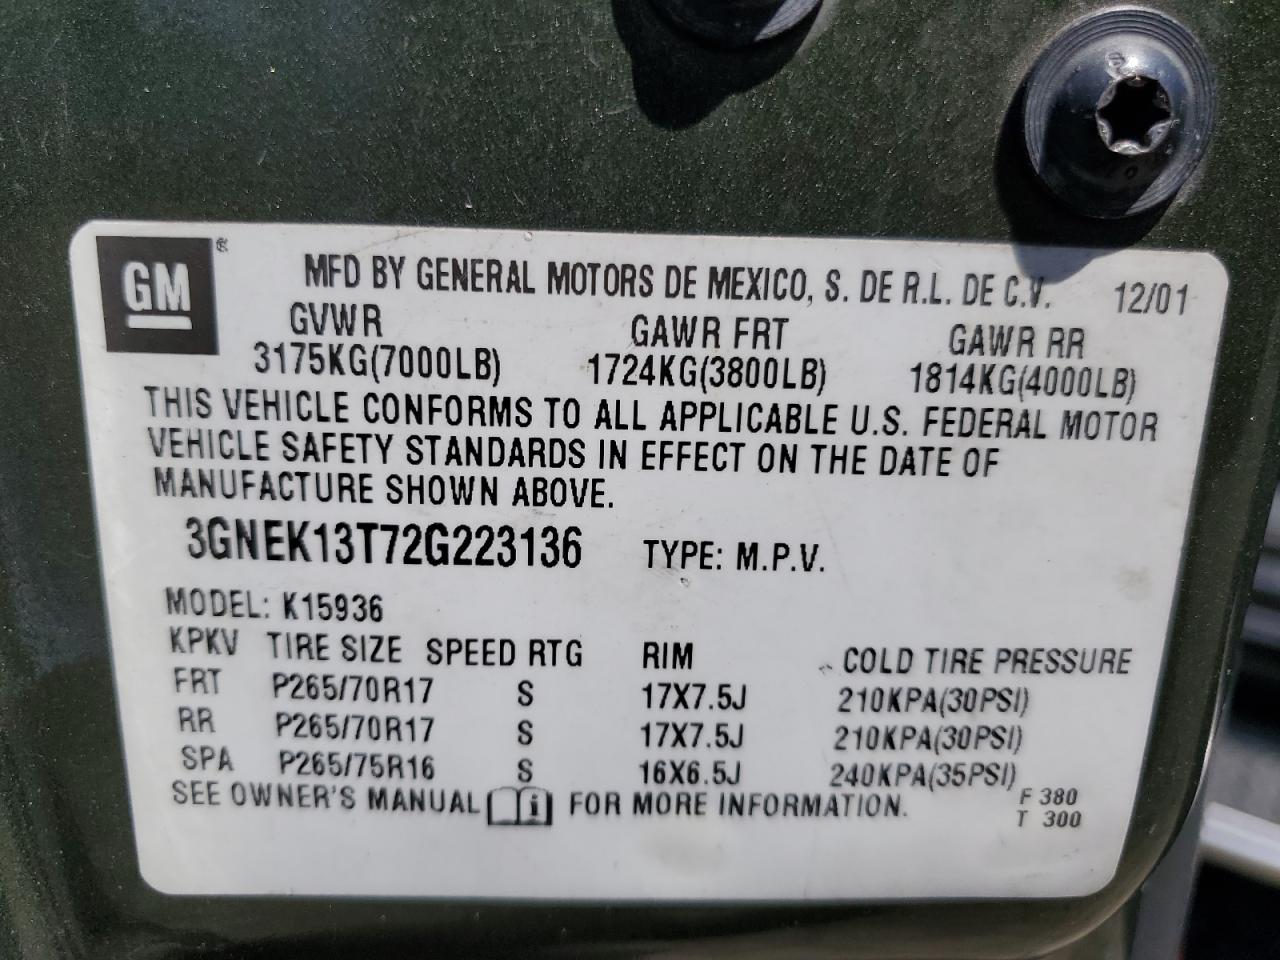 GM ® MFD BY GENERAL MOTORS DE MEXICO, S. DE R.L. DE C.V. 12/01
GVWR GAWR FRT GAWR RR
3175KG(7000LB) 1724KG(3800LB) 1814KG(4000LB)
THIS VEHICLE CONFORMS TO ALL APPLICABLE U.S. FEDERAL MOTOR
VEHICLE SAFETY STANDARDS IN EFFECT ON THE DATE OF
MANUFACTURE SHOWN ABOVE.
3GNEK13T72G223136 TYPE: M.P.V.
MODEL: K15936
KPKV TIRE SIZE SPEED RTG RIM COLD TIRE PRESSURE
FRT P265/70R17 S 17X7.5J 210KPA(30PSI)
RR P265/70R17 S 17X7.5J 210KPA(30PSI)
SPA P265/75R16 S 16X6.5J 240KPA(35PSI)
SEE OWNER'S MANUAL i FOR MORE INFORMATION.
F 380
T 300